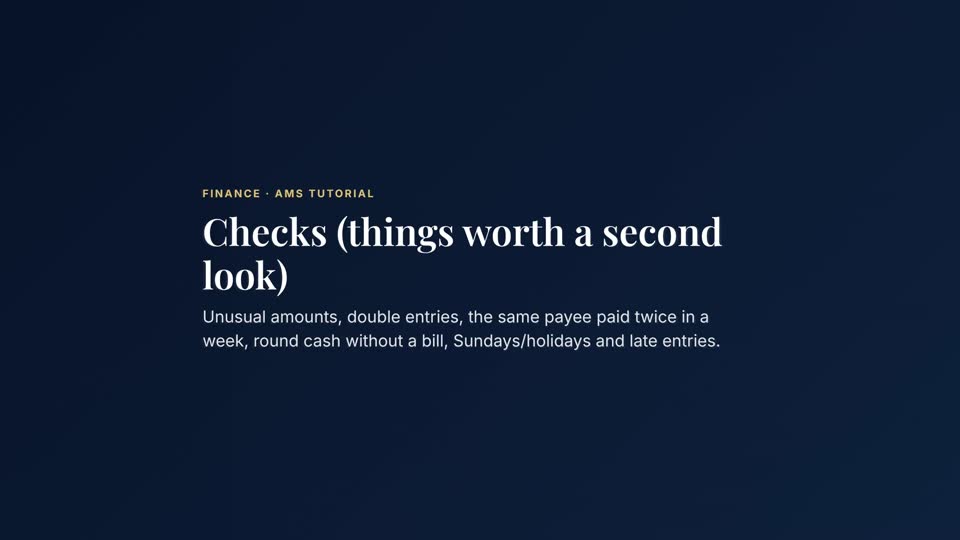 FINANCE · AMS TUTORIAL
Checks (things worth a second
look)
Unusual amounts, double entries, the same payee paid twice in a
week, round cash without a bill, Sundays/holidays and late entries.